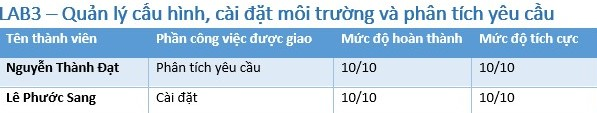 LAB3 – Quản lý cấu hình, cài đặt môi trường và phân tích yêu cầu
Tên thành viên Phần công việc được giao Mức độ hoàn thành Mức độ tích cực
Nguyễn Thành Đạt Phân tích yêu cầu 10/10 10/10
Lê Phước Sang Cài đặt 10/10 10/10